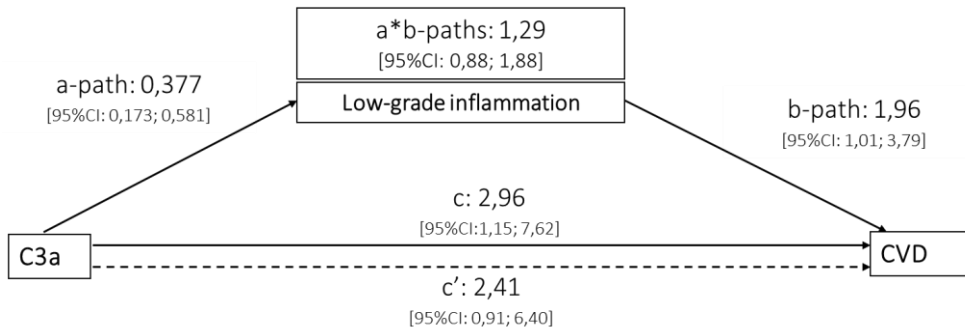 a*b-paths: 1,29
[95%CI: 0,88; 1,88]
a-path: 0,377
[95%CI: 0,173; 0,581]
Low-grade inflammation
b-path: 1,96
[95%CI: 1,01; 3,79]
c: 2,96
[95%CI:1,15; 7,62]
C3a
CVD
c’: 2,41
[95%CI: 0,91; 6,40]